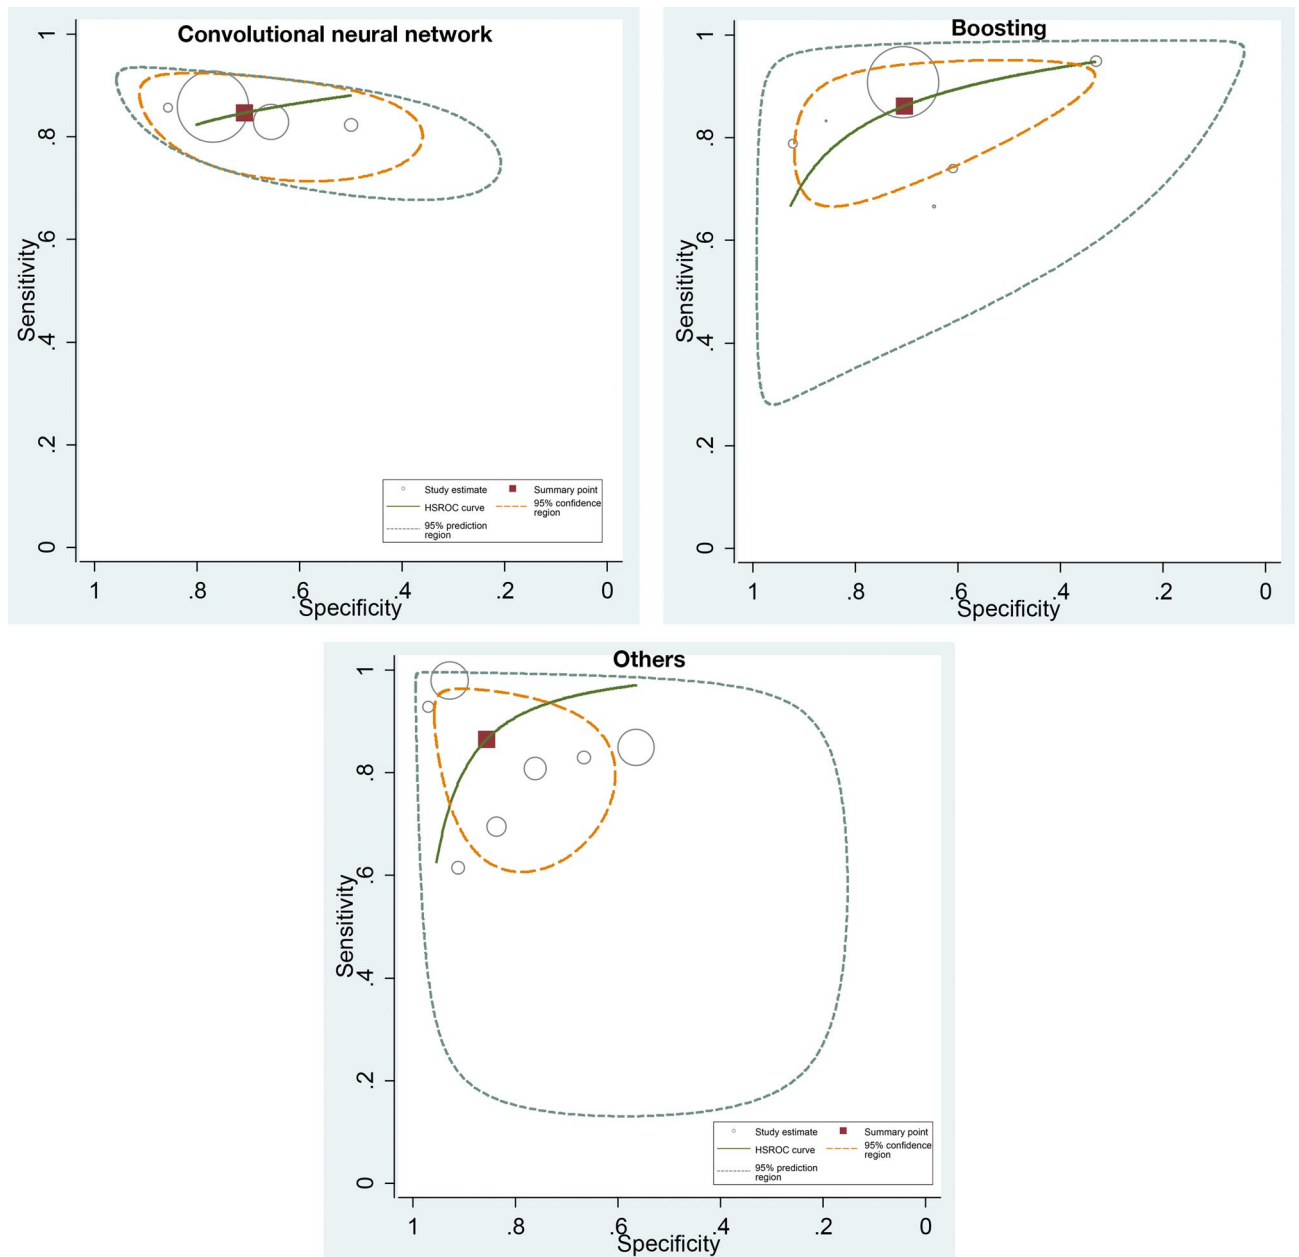 Convolutional neural network
1
.8
.6
.4
.2
0
Sensitivity
Study estimate
Summary point
HSROC curve
95% confidence
region
95% prediction
region
1
.8
.6
.4
.2
0
Specificity
Boosting
1
.8
.6
.4
.2
0
Sensitivity
1
.8
.6
.4
.2
0
Specificity
Others
1
.8
.6
.4
.2
0
Sensitivity
Study estimate
Summary point
HSROC curve
95% confidence
region
95% prediction
region
1
.8
.6
.2
0
Specificity